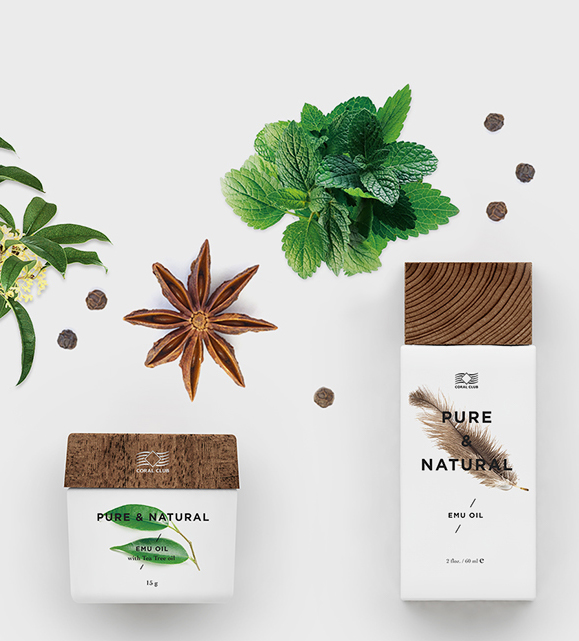 CORAL CLUB
PURE
&
NATURAL
/
EMU OIL
/
2 fl.oz. / 60 ml ℮
CORAL CLUB
PURE & NATURAL
/
EMU OIL
with Tea Tree oil
/
15 g